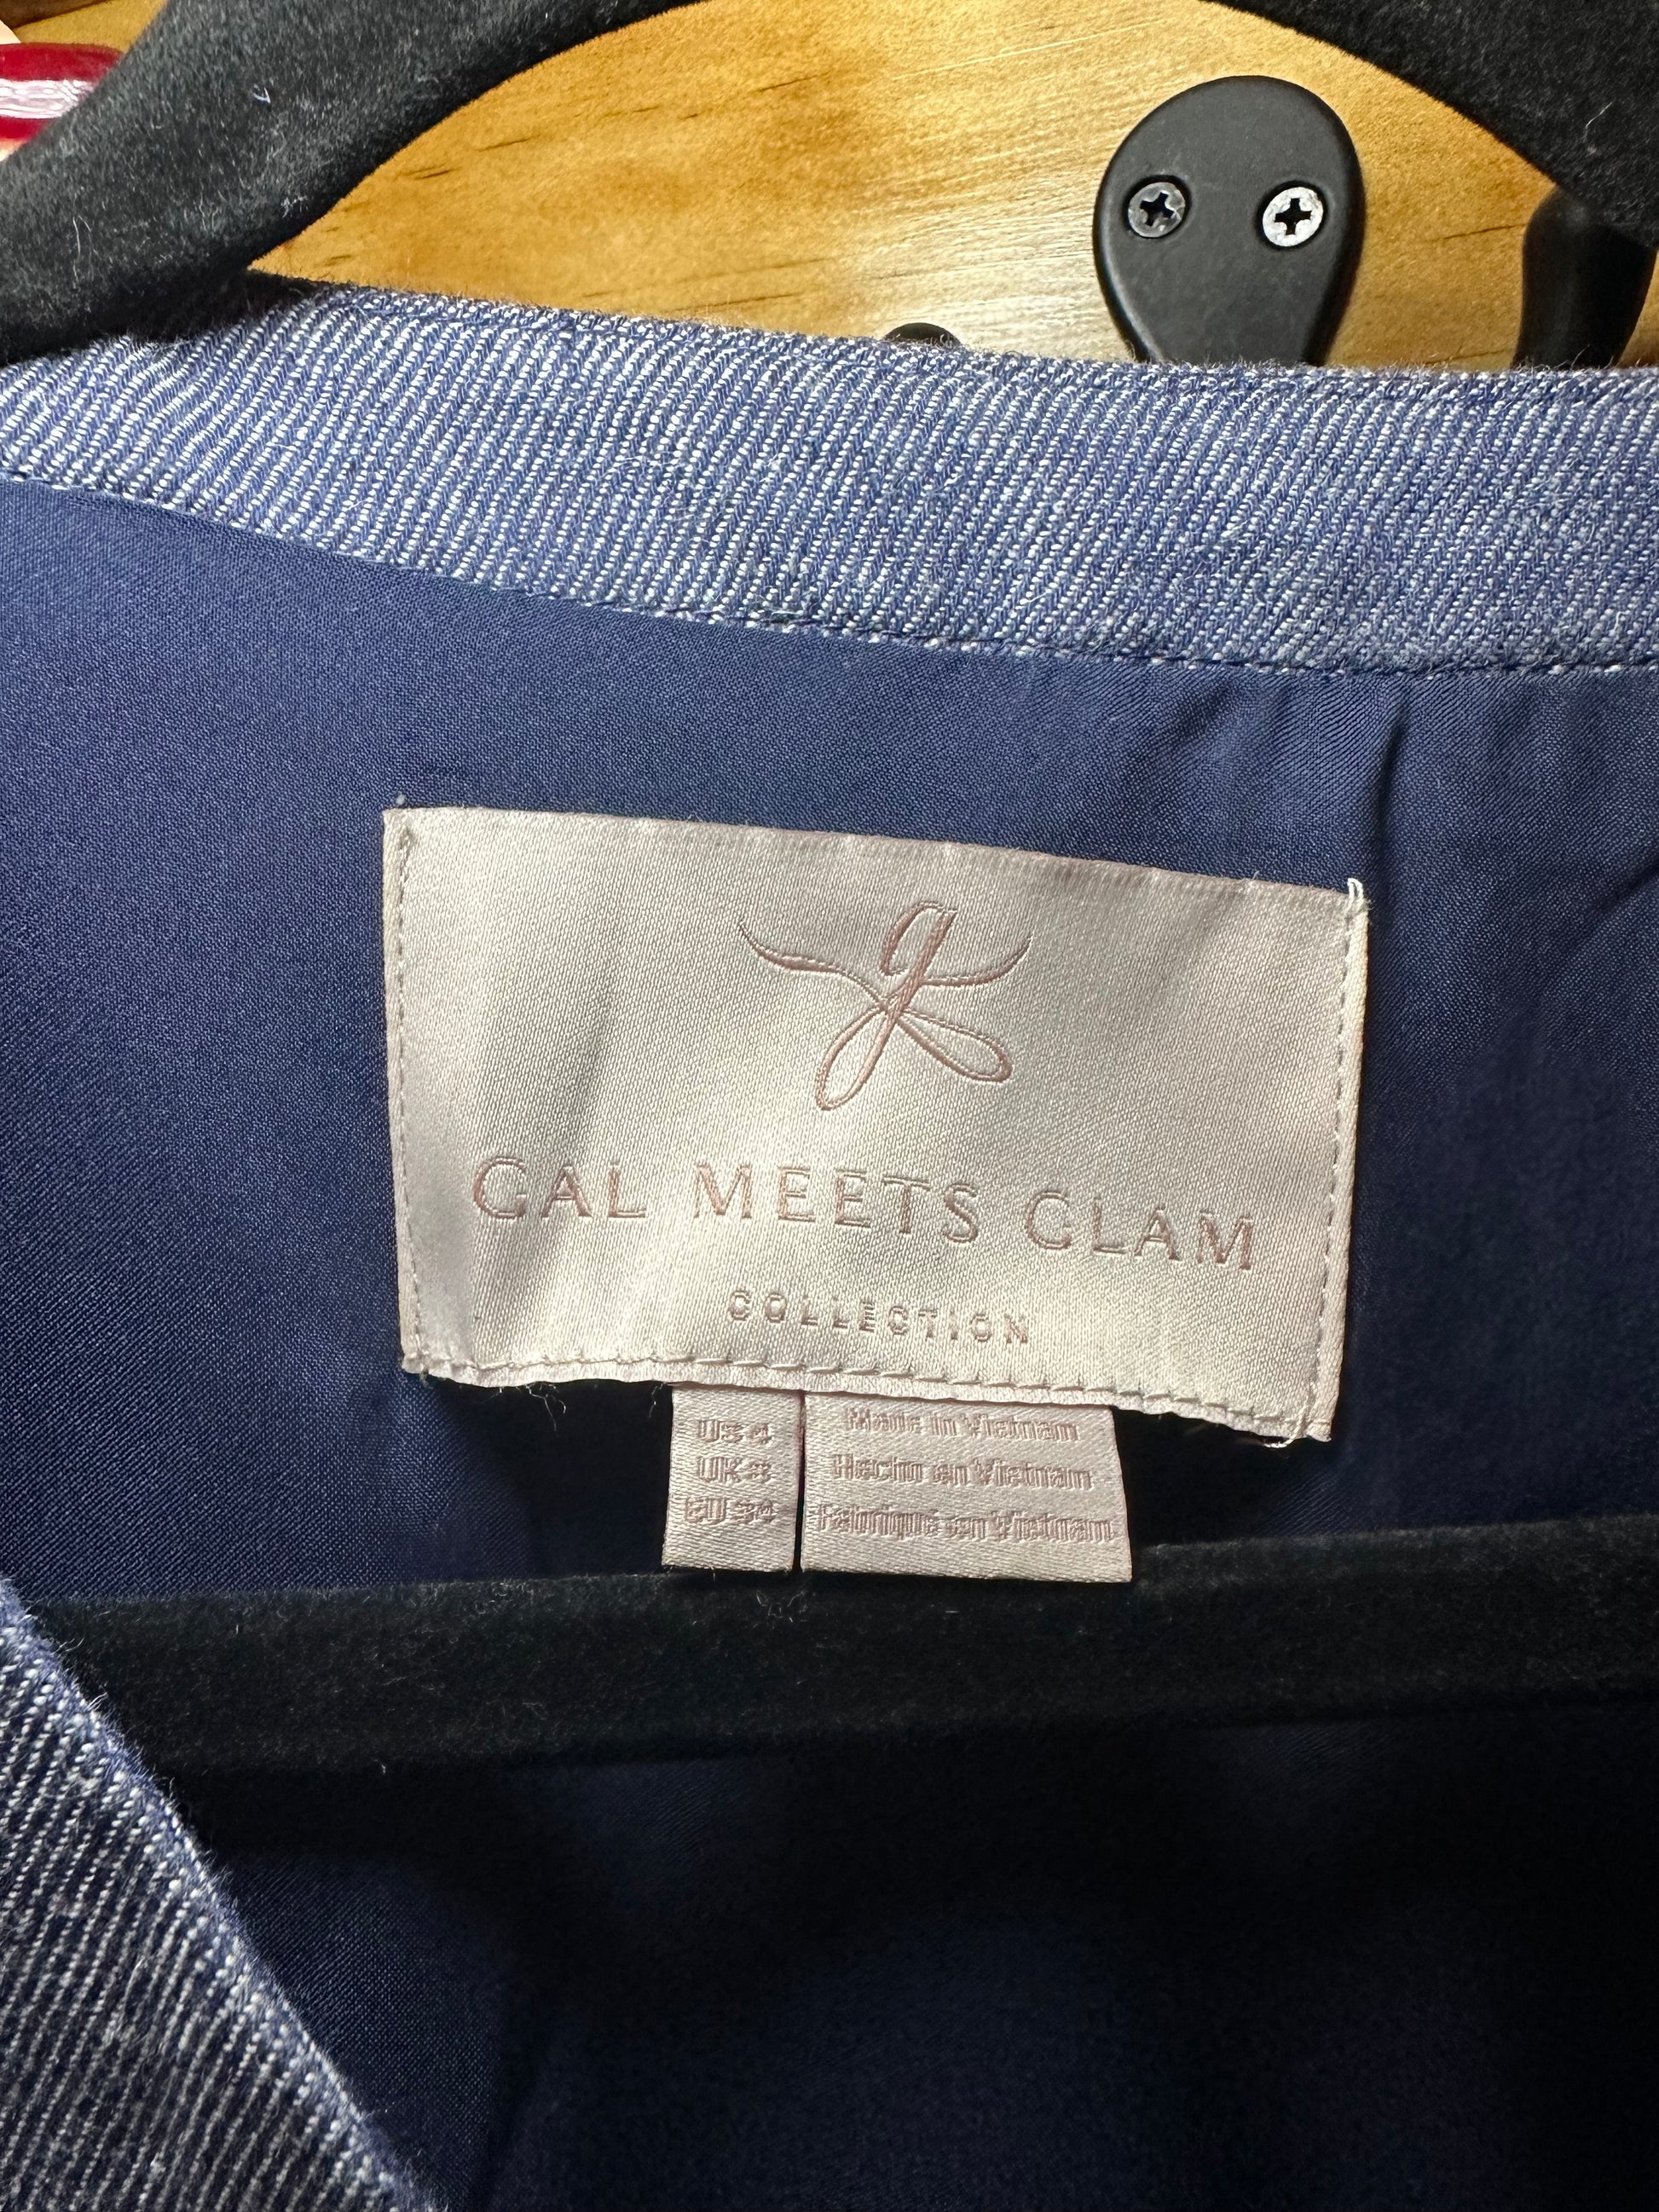 g
GAL MEETS GLAM
COLLECTION
US 4
UK 8
EU 34
Made in Vietnam
Hecho en Vietnam
Fabriqué en Vietnam